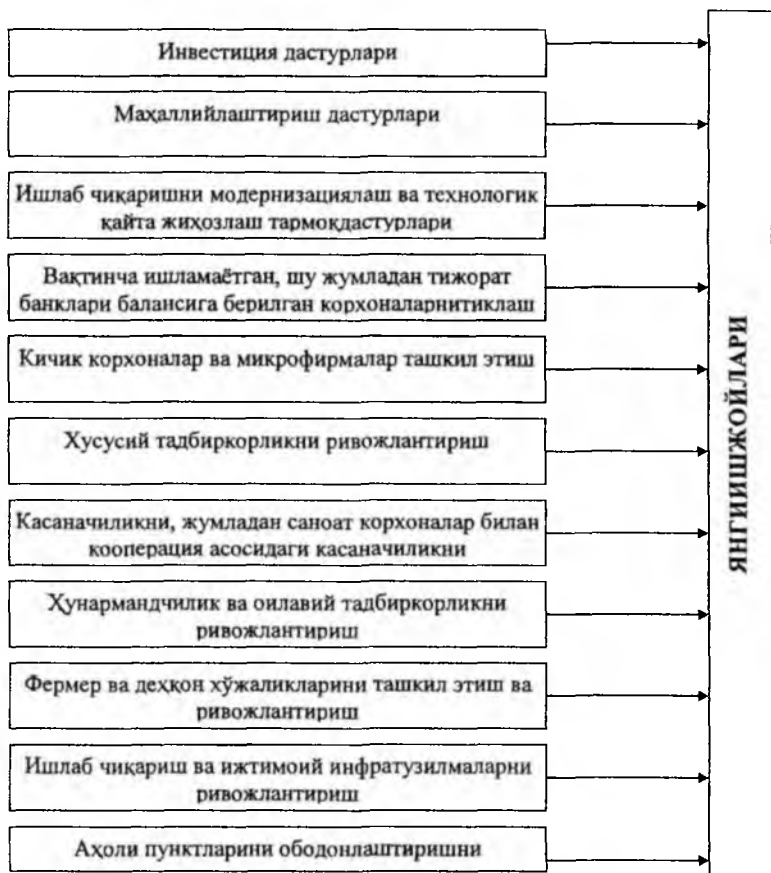 Инвестиция дастурлари
Маҳаллийлаштириш дастурлари
Ишлаб чиқаришни модернизациялаш ва технологик
қайта жиҳозлаш тармоқдастурлари
Вақтинча ишламаётган, шу жумладан тижорат
банклари балансига берилган корхоналарнитиклаш
Кичик корхоналар ва микрофирмалар ташкил этиш
Хусусий тадбиркорликни ривожлантириш
Касаначиликни, жумладан саноат корхоналар билан
кооперация асосидаги касаначиликни
Ҳунармандчилик ва оилавий тадбиркорликни
ривожлантириш
Фермер ва деҳқон хўжаликларини ташкил этиш ва
ривожлантириш
Ишлаб чиқариш ва ижтимоий инфратузилмаларни
ривожлантириш
Аҳоли пунктларини ободонлаштиришни
ЯНГИИШЖОЙЛАРИ